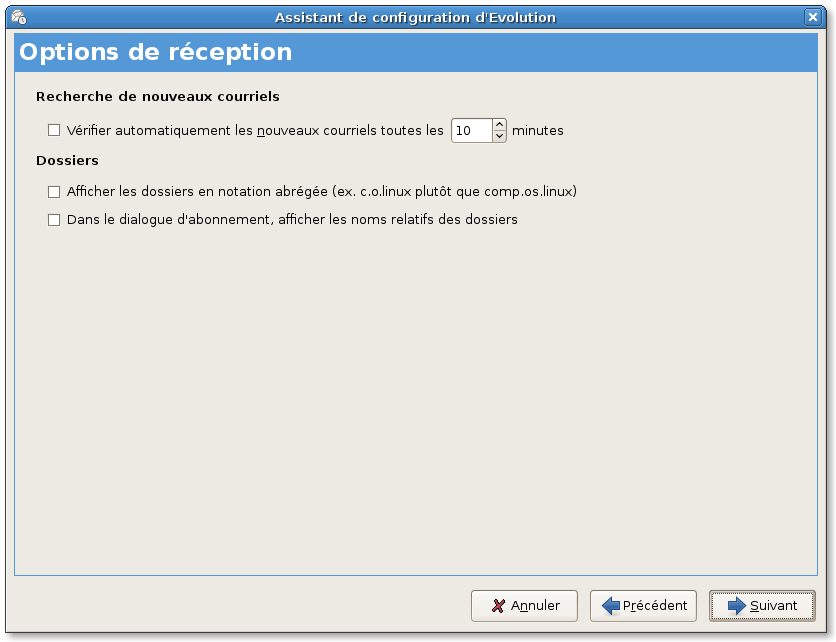 Assistant de configuration d'Evolution
Options de réception
Recherche de nouveaux courriels
Vérifier automatiquement les nouveaux courriels toutes les 10 minutes
Dossiers
Afficher les dossiers en notation abrégée (ex. c.o.linux plutôt que comp.os.linux)
Dans le dialogue d'abonnement, afficher les noms relatifs des dossiers
Annuler Précédent Suivant